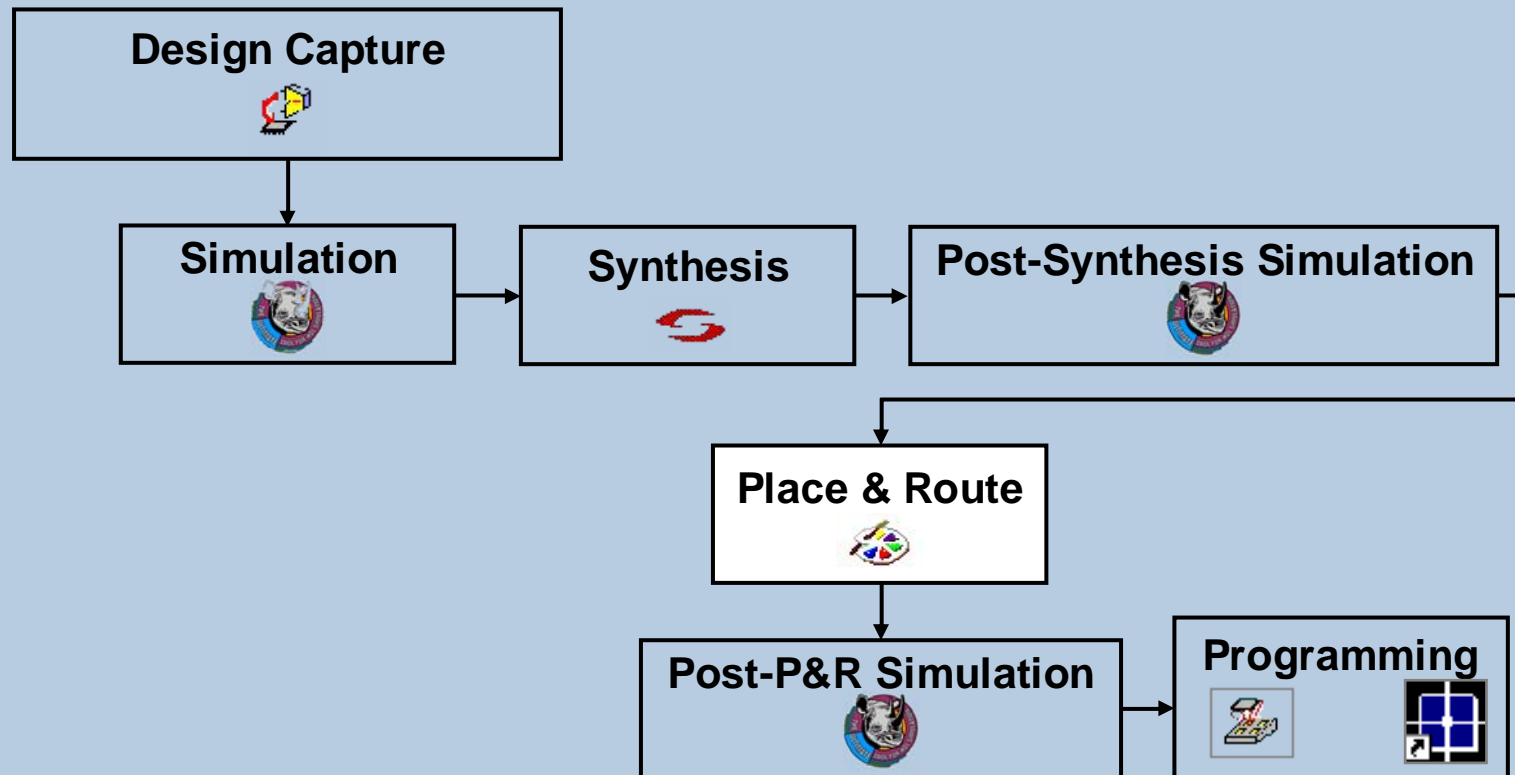 Design Capture
Simulation
Synthesis
Post-Synthesis Simulation
Place & Route
Post-P&R Simulation
Programming